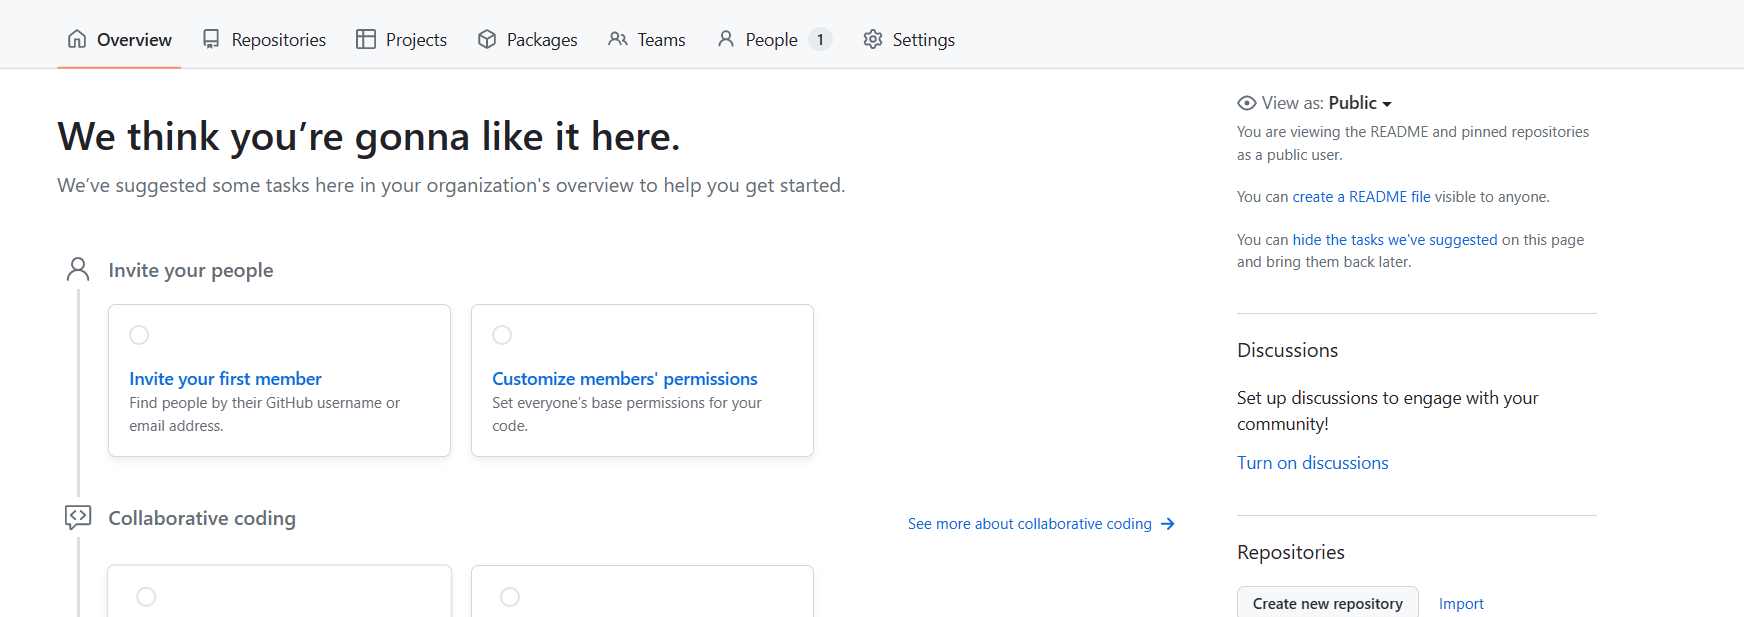 Overview Repositories Projects Packages Teams People 1 Settings
We think you’re gonna like it here.
We’ve suggested some tasks here in your organization's overview to help you get started.
Invite your people
Invite your first member
Find people by their GitHub username or
email address.
Customize members' permissions
Set everyone’s base permissions for your
code.
Collaborative coding
See more about collaborative coding
View as: Public
You are viewing the README and pinned repositories
as a public user.
You can create a README file visible to anyone.
You can hide the tasks we've suggested on this page
and bring them back later.
Discussions
Set up discussions to engage with your
community!
Turn on discussions
Repositories
Create new repository Import